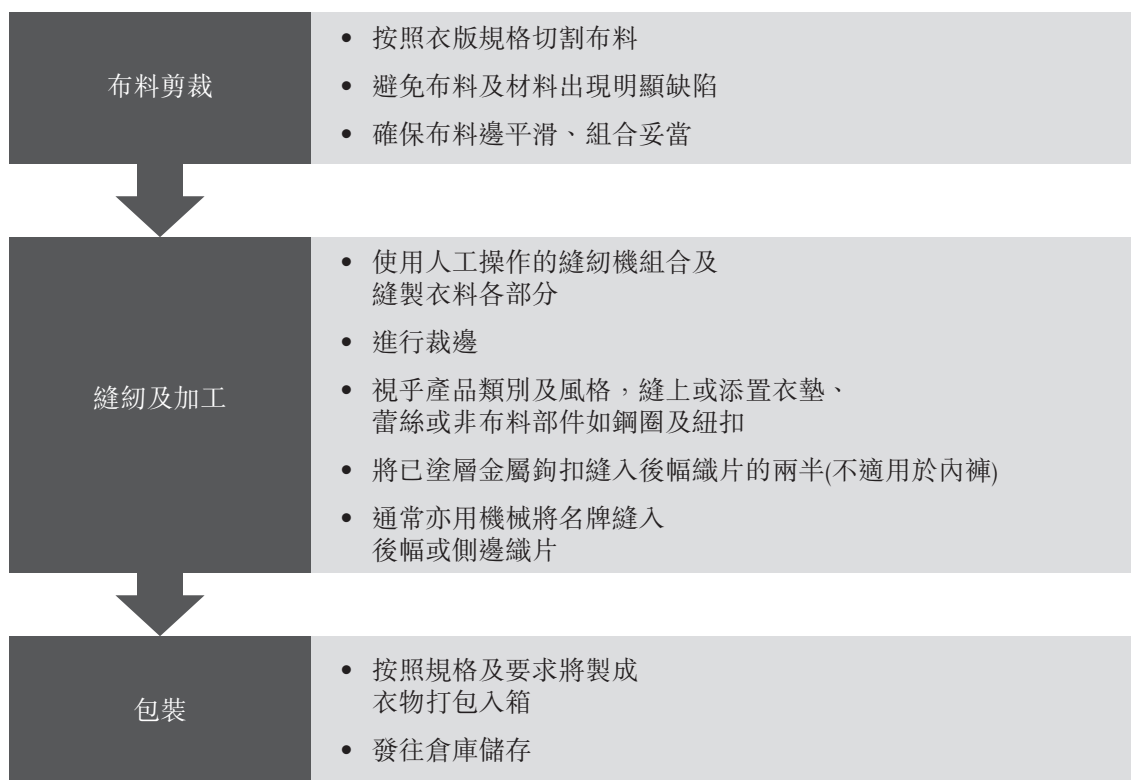 布料剪裁
• 按照衣版規格切割布料
• 避免布料及材料出現明顯缺陷
• 確保布料邊平滑、組合妥當
縫紉及加工
• 使用人工操作的縫紉機組合及
縫製衣料各部分
• 進行裁邊
• 視乎產品類別及風格,縫上或添置衣墊、
蕾絲或非布料部件如鋼圈及紐扣
• 將已塗層金屬鉤扣縫入後幅織片的兩半(不適用於內褲)
• 通常亦用機械將名牌縫入
後幅或側邊織片
包裝
• 按照規格及要求將製成
衣物打包入箱
• 發往倉庫儲存